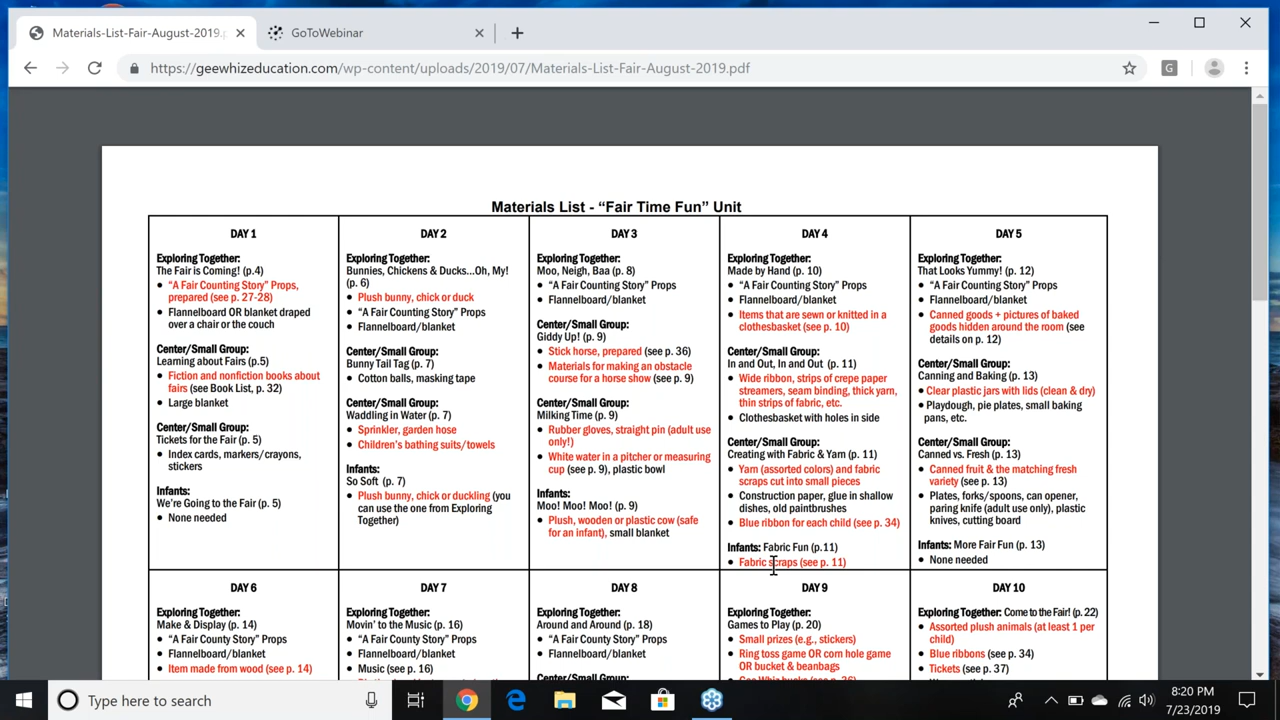 Materials-List-Fair-August-2019.p
GoToWebinar
https://geewhizeducation.com/wp-content/uploads/2019/07/Materials-List-Fair-August-2019.pdf
Materials List - “Fair Time Fun” Unit
DAY 1
Exploring Together:
The Fair is Coming! (p.4)
• “A Fair Counting Story” Props,
prepared (see p. 27-28)
• Flannelboard OR blanket draped
over a chair or the couch
Center/Small Group:
Learning about Fairs (p.5)
• Fiction and nonfiction books about
fairs (see Book List, p. 32)
• Large blanket
Center/Small Group:
Tickets for the Fair (p. 5)
• Index cards, markers/crayons,
stickers
Infants:
We’re Going to the Fair (p. 5)
• None needed
DAY 2
Exploring Together:
Bunnies, Chickens & Ducks...Oh, My!
(p. 6)
• Plush bunny, chick or duck
• “A Fair Counting Story” Props
• Flannelboard/blanket
Center/Small Group:
Bunny Tail Tag (p. 7)
• Cotton balls, masking tape
Center/Small Group:
Waddling in Water (p. 7)
• Sprinkler, garden hose
• Children’s bathing suits/towels
Infants:
So Soft (p. 7)
• Plush bunny, chick or duckling (you
can use the one from Exploring
Together)
DAY 3
Exploring Together:
Moo, Neigh, Baa (p. 8)
• “A Fair Counting Story” Props
• Flannelboard/blanket
Center/Small Group:
Giddy Up! (p. 9)
• Stick horse, prepared (see p. 36)
• Materials for making an obstacle
course for a horse show (see p. 9)
Center/Small Group:
Milking Time (p. 9)
• Rubber gloves, straight pin (adult use
only!)
• White water in a pitcher or measuring
cup (see p. 9), plastic bowl
Infants:
Moo! Moo! Moo! (p. 9)
• Plush, wooden or plastic cow (safe
for an infant), small blanket
DAY 4
Exploring Together:
Made by Hand (p. 10)
• “A Fair Counting Story” Props
• Flannelboard/blanket
• Items that are sewn or knitted in a
clothesbasket (see p. 10)
Center/Small Group:
In and Out, In and Out (p. 11)
• Wide ribbon, strips of crepe paper
streamers, seam binding, thick yarn,
thin strips of fabric, etc.
• Clothesbasket with holes in side
Center/Small Group:
Creating with Fabric & Yarn (p. 11)
• Yarn (assorted colors) and fabric
scraps cut into small pieces
• Construction paper, glue in shallow
dishes, old paintbrushes
• Blue ribbon for each child (see p. 34)
Infants: Fabric Fun (p.11)
• Fabric scraps (see p. 11)
DAY 5
Exploring Together:
That Looks Yummy! (p. 12)
• “A Fair Counting Story” Props
• Flannelboard/blanket
• Canned goods + pictures of baked
goods hidden around the room (see
details on p. 12)
Center/Small Group:
Canning and Baking (p. 13)
• Clear plastic jars with lids (clean & dry)
• Playdough, pie plates, small baking
pans, etc.
Center/Small Group:
Canned vs. Fresh (p. 13)
• Canned fruit & the matching fresh
variety (see p. 13)
• Plates, forks/spoons, can opener,
paring knife (adult use only), plastic
knives, cutting board
Infants: More Fair Fun (p. 13)
• None needed
DAY 6
Exploring Together:
Make & Display (p. 14)
• “A Fair County Story” Props
• Flannelboard/blanket
• Item made from wood (see p. 14)
DAY 7
Exploring Together:
Movin’ to the Music (p. 16)
• “A Fair County Story” Props
• Flannelboard/blanket
• Music (see p. 16)
DAY 8
Exploring Together:
Around and Around (p. 18)
• “A Fair County Story” Props
• Flannelboard/blanket
DAY 9
Exploring Together:
Games to Play (p. 20)
• Small prizes (e.g., stickers)
• Ring toss game OR corn hole game
OR bucket & beanbags
DAY 10
Exploring Together: Come to the Fair! (p. 22)
• Assorted plush animals (at least 1 per
child)
• Blue ribbons (see p. 34)
• Tickets (see p. 37)
Type here to search
8:20 PM
7/23/2019